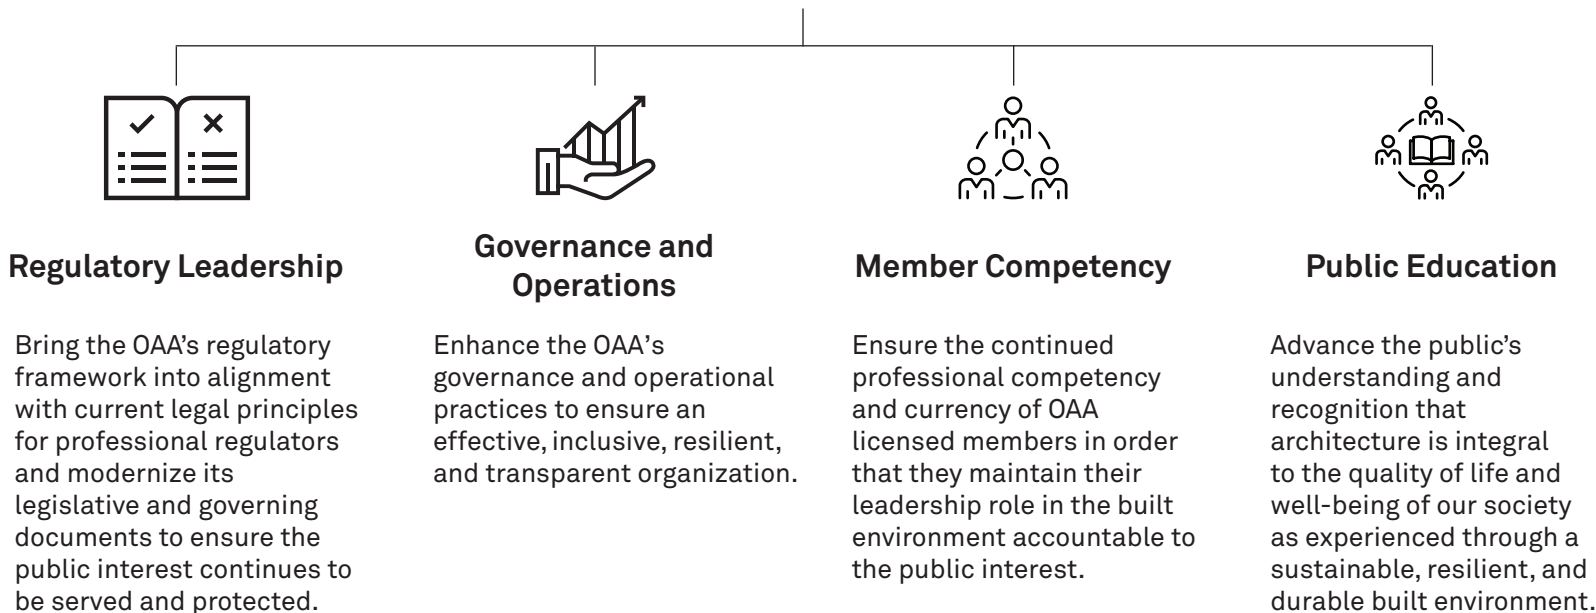 Regulatory Leadership
Bring the OAA's regulatory
framework into alignment
with current legal principles
for professional regulators
and modernize its
legislative and governing
documents to ensure the
public interest continues to
be served and protected.
Governance and
Operations
Enhance the OAA's
governance and operational
practices to ensure an
effective, inclusive, resilient,
and transparent organization.
Member Competency
Ensure the continued
professional competency
and currency of OAA
licensed members in order
that they maintain their
leadership role in the built
environment accountable to
the public interest.
Public Education
Advance the public's
understanding and
recognition that
architecture is integral
to the quality of life and
well-being of our society
as experienced through a
sustainable, resilient, and
durable built environment.